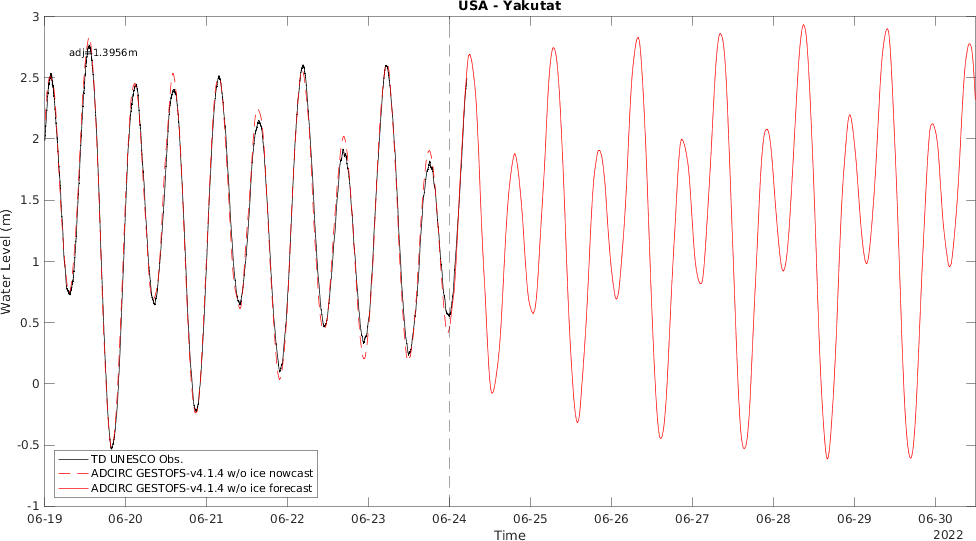 USA - Yakutat
adj=1.3956m
Water Level (m)
3
2.5
2
1.5
1
0.5
0
-0.5
-1
TD UNESCO Obs.
ADCIRC GESTOFS-v4.1.4 w/o ice nowcast
ADCIRC GESTOFS-v4.1.4 w/o ice forecast
06-19 06-20 06-21 06-22 06-23 06-24 06-25 06-26 06-27 06-28 06-29 06-30
Time
2022